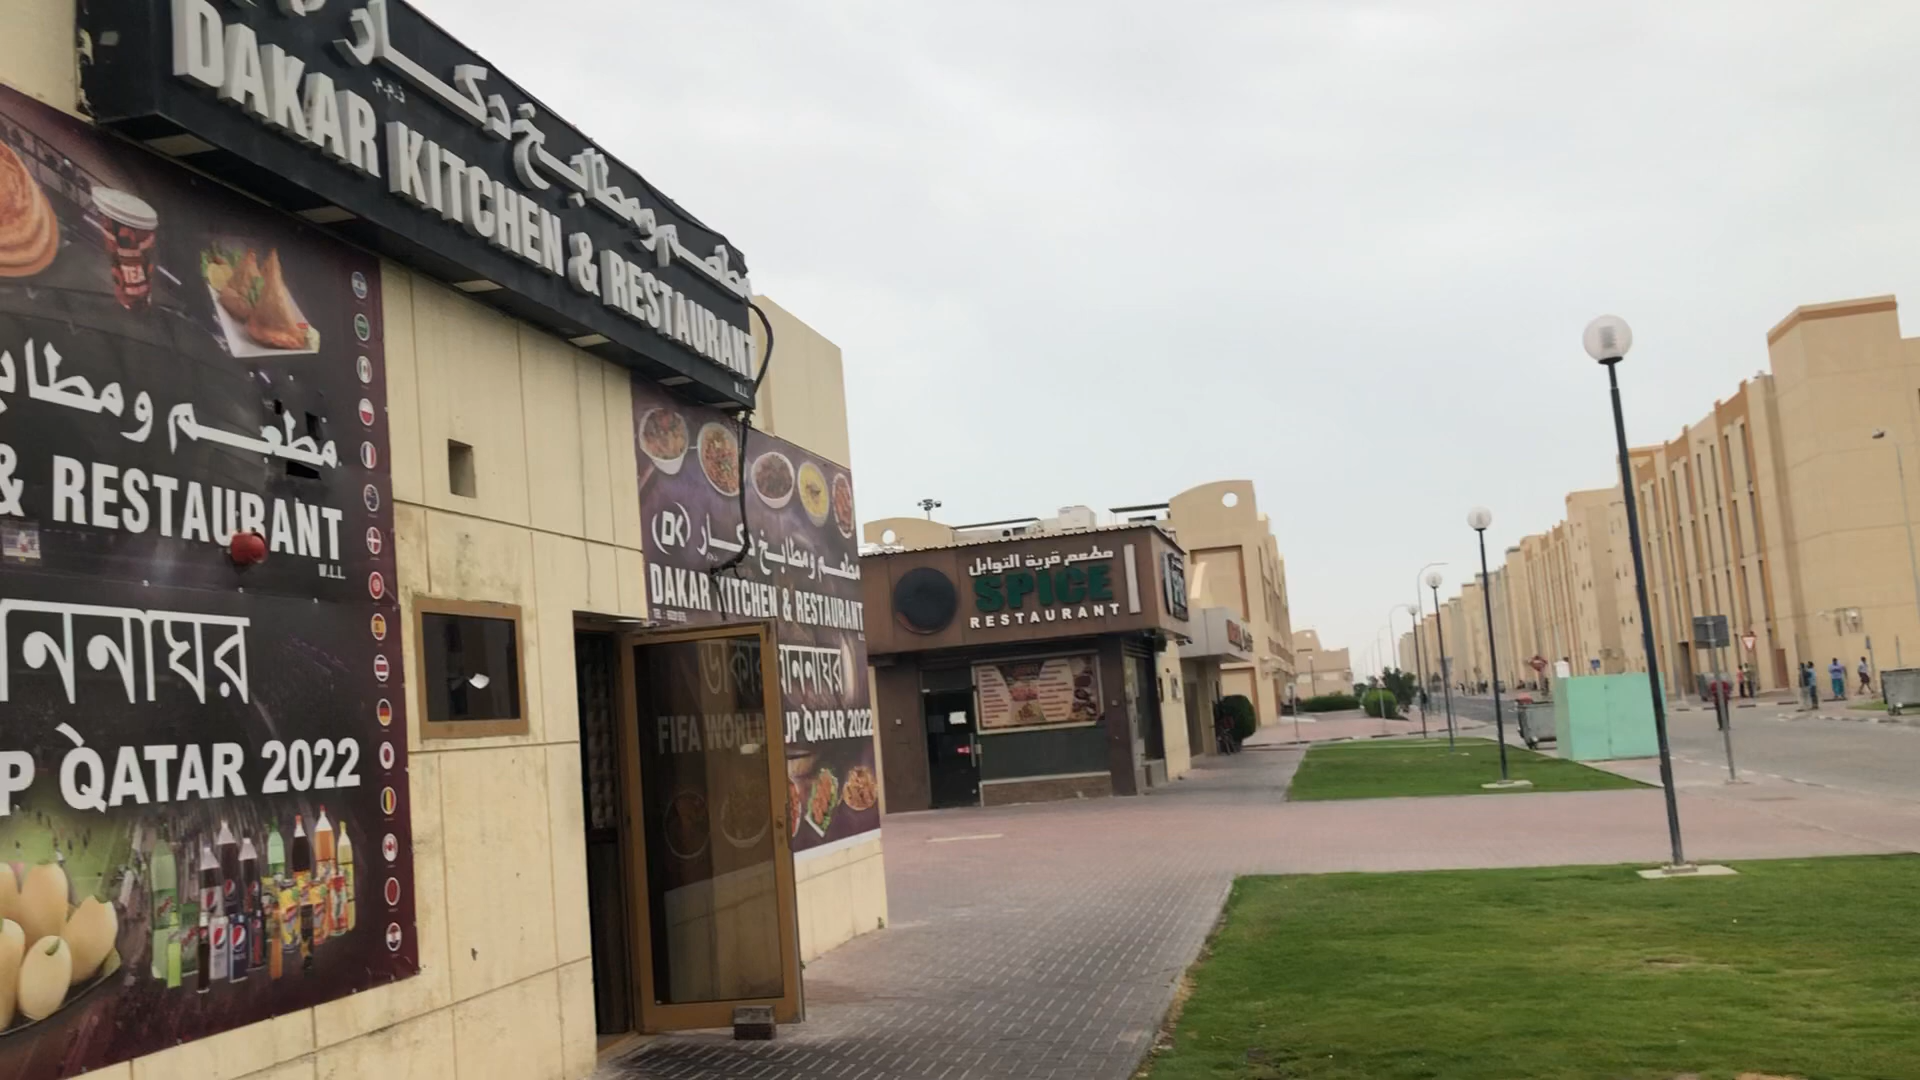 مطعم ومطابخ دكار
ذ.م.م
DAKAR KITCHEN & RESTAURANT
W.L.L
TEA
مطعم ومطابخ
& RESTAURANT
W.L.L
QATAR 2022
DK
مطعم ومطابخ دكار
DAKAR KITCHEN & RESTAURANT
FIFA WORLD
QATAR 2022
مطعم قرية التوابل
SPICE
RESTAURANT